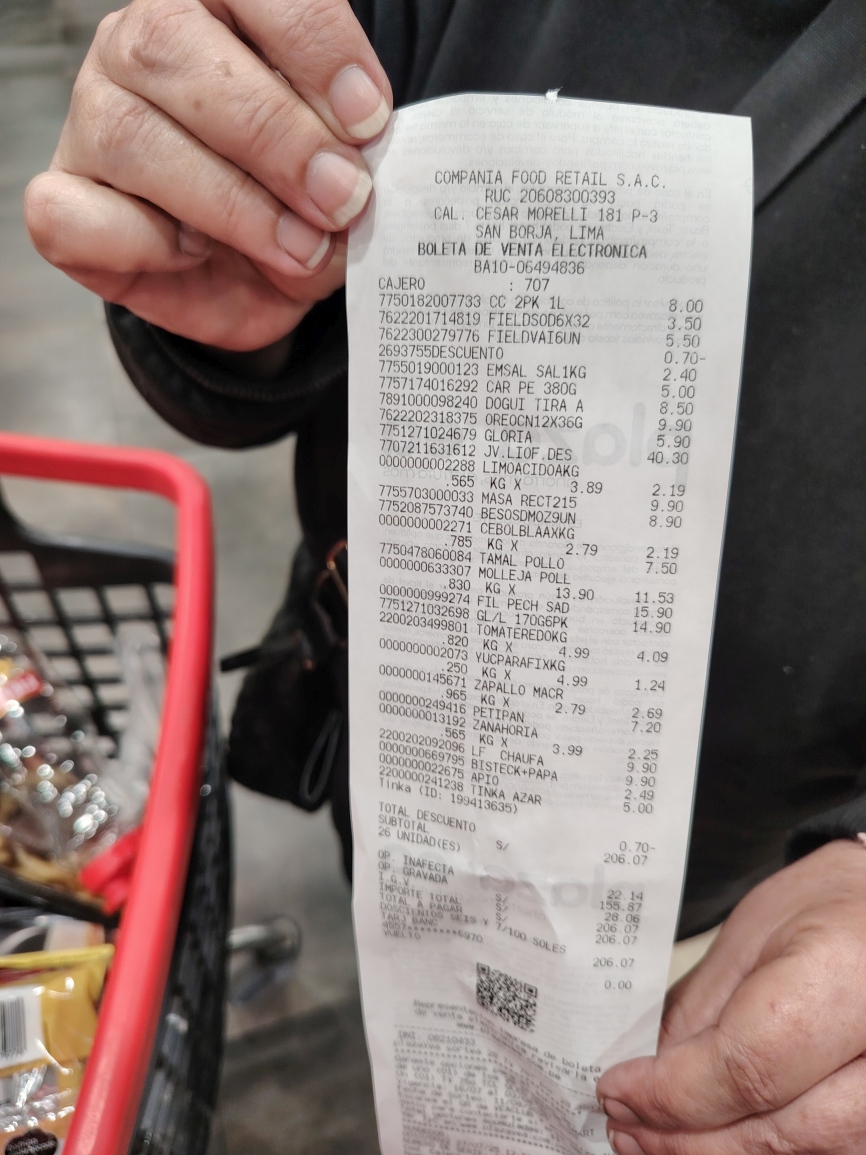 COMPANIA FOOD RETAIL S.A.C.
RUC 20608300393
CAL. CESAR MORELLI 181 P-3
SAN BORJA, LIMA
BOLETA DE VENTA ELECTRONICA
BA10-06494836
CAJERO : 707
7750182007733 CC 2PK 1L 8.00
7622201714819 FIELDSOD6X32 3.50
7622300279776 FIELDVAI6UN 5.50
2693755DESCUENTO 0.70-
7755019000123 EMSAL SAL1KG 2.40
7757174016292 CAR PE 380G 5.00
7891000098240 DOGUI TIRA A 8.50
7622202318375 OREOCN12X36G 9.90
7751271024679 GLORIA 5.90
7707211631612 JV.LIOF.DES 40.30
0000000002288 LIMOACIDOAKG
.565 KG X 3.89 2.19
7755703000033 MASA RECT215 9.90
7752087573740 BESOSDMOZ9UN 8.90
0000000002271 CEBOLBLAAXKG
.785 KG X 2.79 2.19
7750478060084 TAMAL POLLO 7.50
0000000633307 MOLLEJA POLL
.830 KG X 13.90 11.53
0000000999274 FIL PECH SAD 15.90
7751271032698 GL/L 170G6PK 14.90
2200203499801 TOMATEREDOKG
.820 KG X 4.99 4.09
0000000002073 YUCPARAFIXKG
.250 KG X 4.99 1.24
0000000145671 ZAPALLO MACR
.965 KG X 2.79 2.69
0000000249416 PETIPAN 7.20
0000000013192 ZANAHORIA
.565 KG X 3.99 2.25
2200202092096 LF CHAUFA 9.90
0000000669795 BISTECK+PAPA 9.90
0000000022675 APIO 2.49
2200000241238 TINKA AZAR 5.00
Tinka (ID: 199413635)
TOTAL DESCUENTO 0.70-
SUBTOTAL S/ 206.07
26 UNIDAD(ES)
OP. INAFECTA S/ 22.14
OP. GRAVADA S/ 155.87
I.G.V. S/ 28.06
IMPORTE TOTAL S/ 206.07
TOTAL A PAGAR S/ 206.07
DOSCIENTOS SEIS Y 7/100 SOLES
TARJ BANC 206.07
VUELTO 0.00